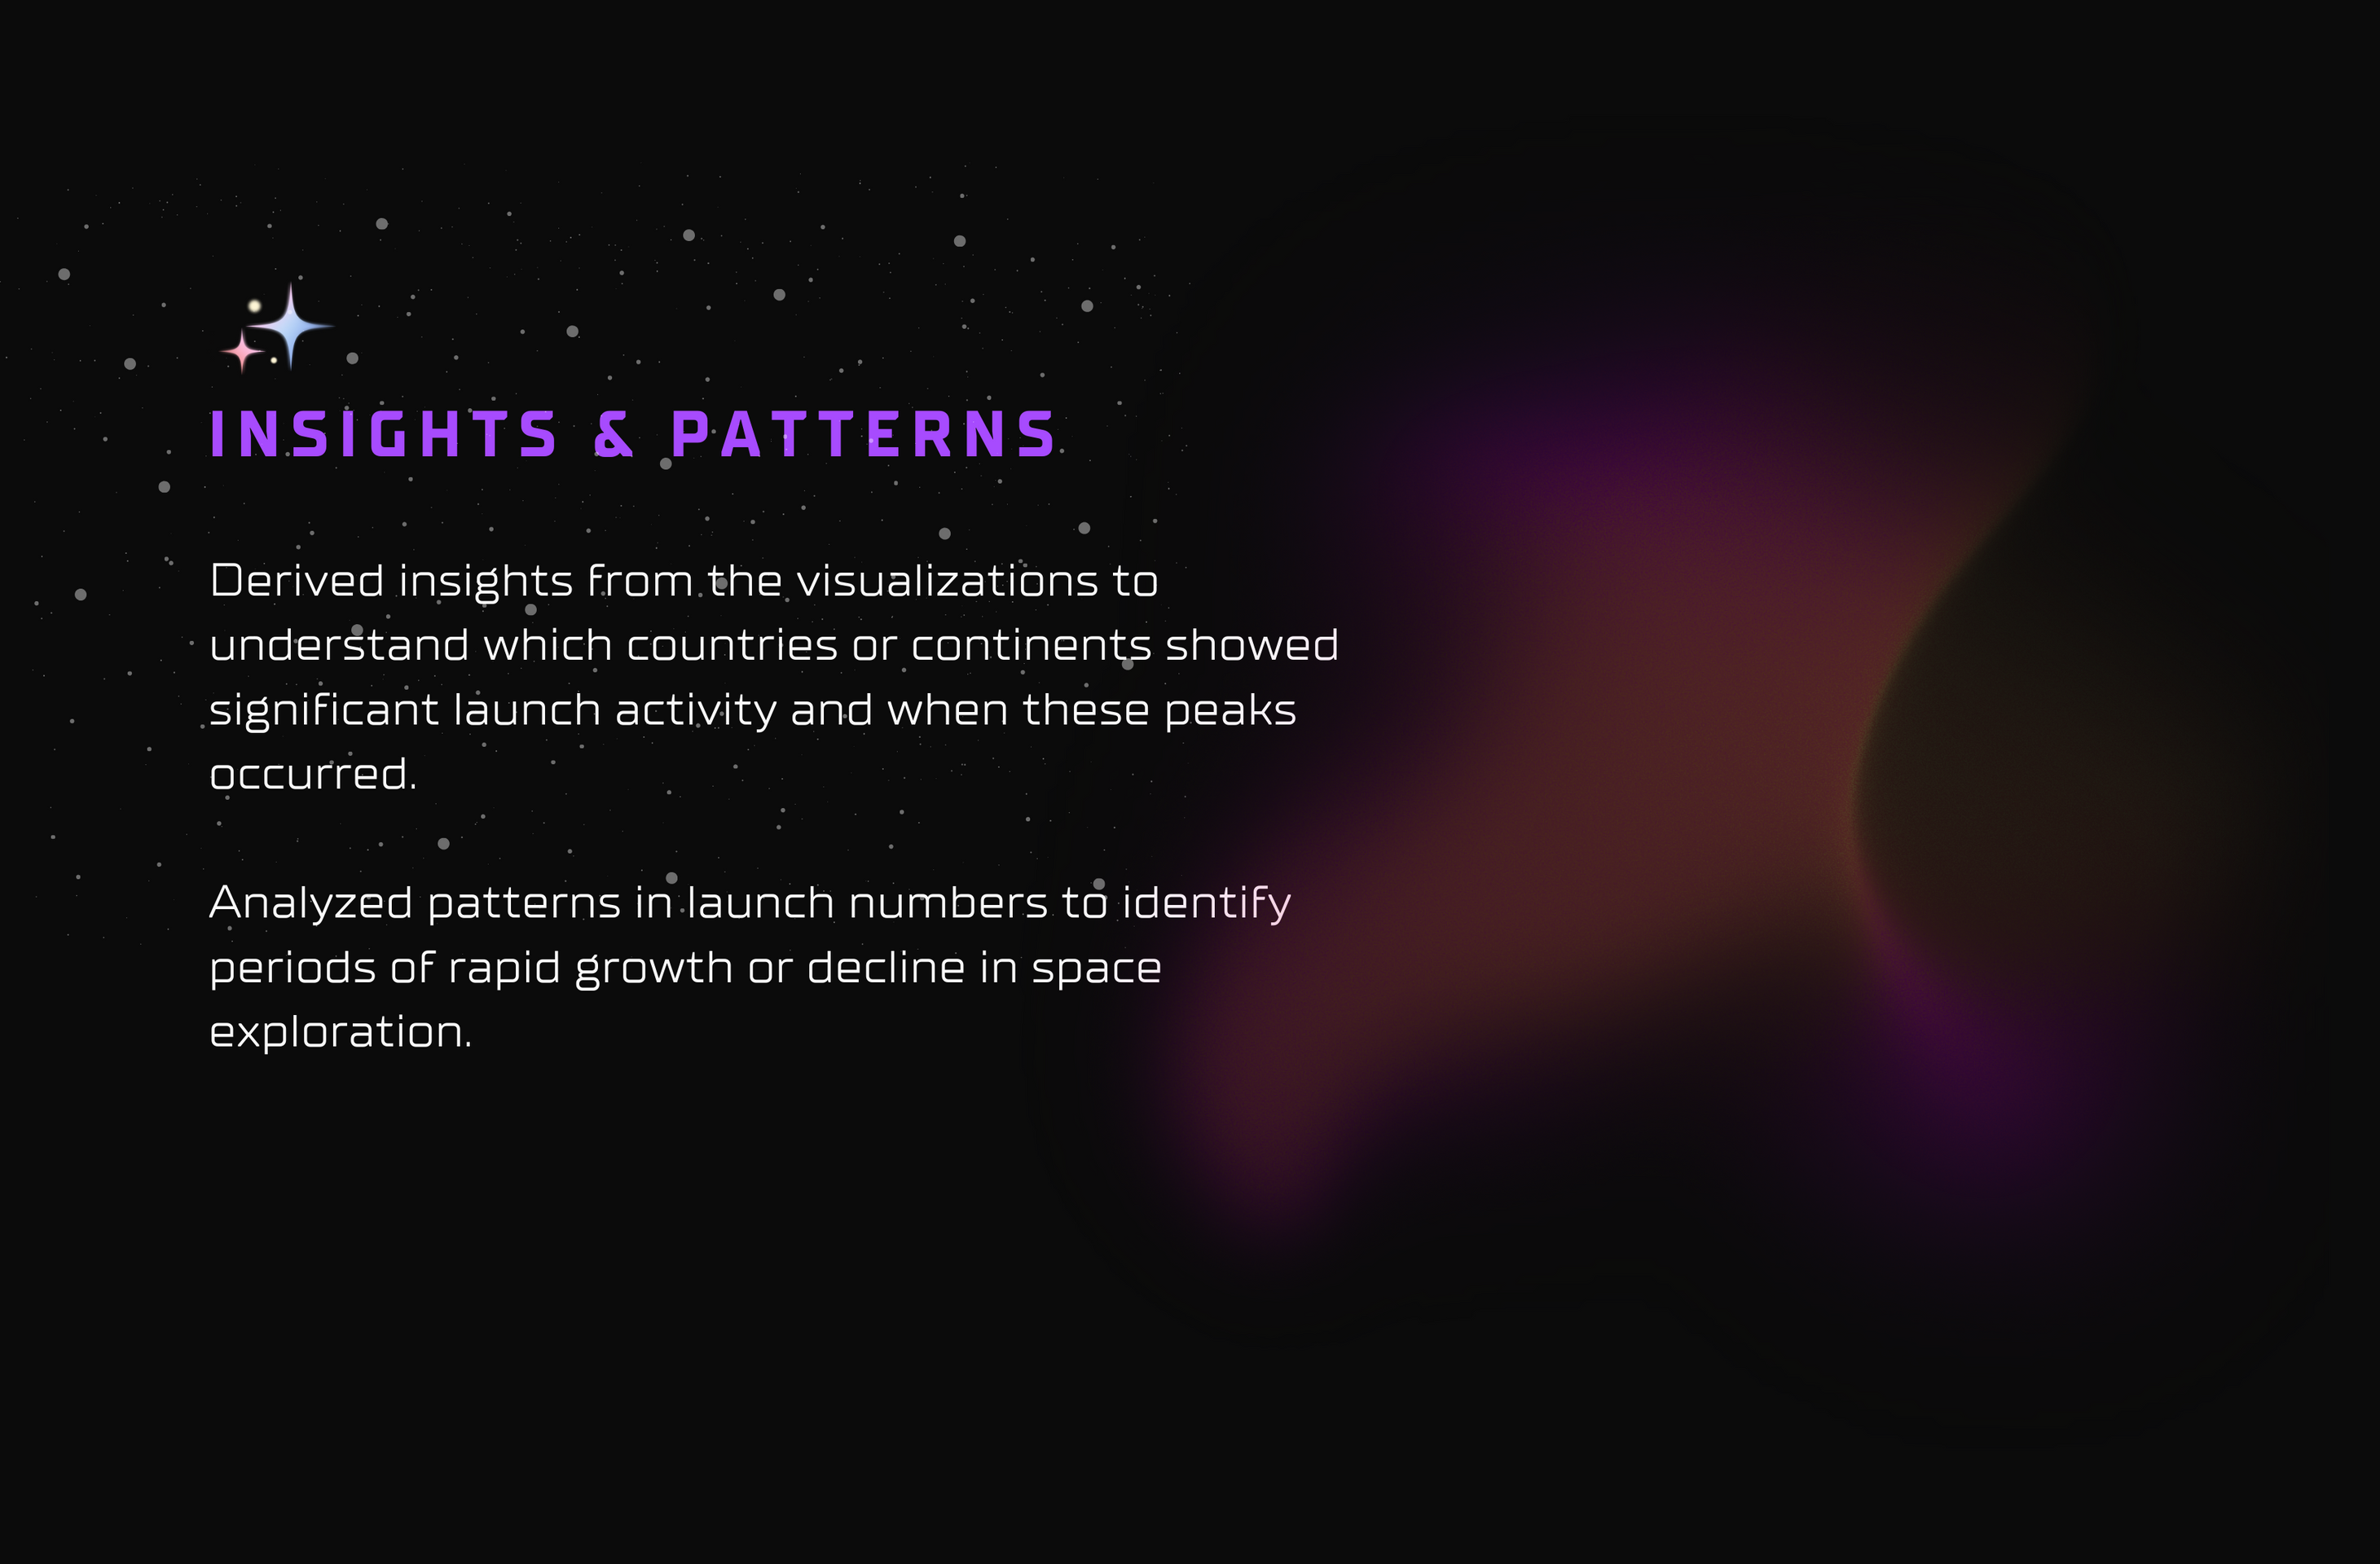 INSIGHTS & PATTERNS
Derived insights from the visualizations to
understand which countries or continents showed
significant launch activity and when these peaks
occurred.
Analyzed patterns in launch numbers to identify
periods of rapid growth or decline in space
exploration.